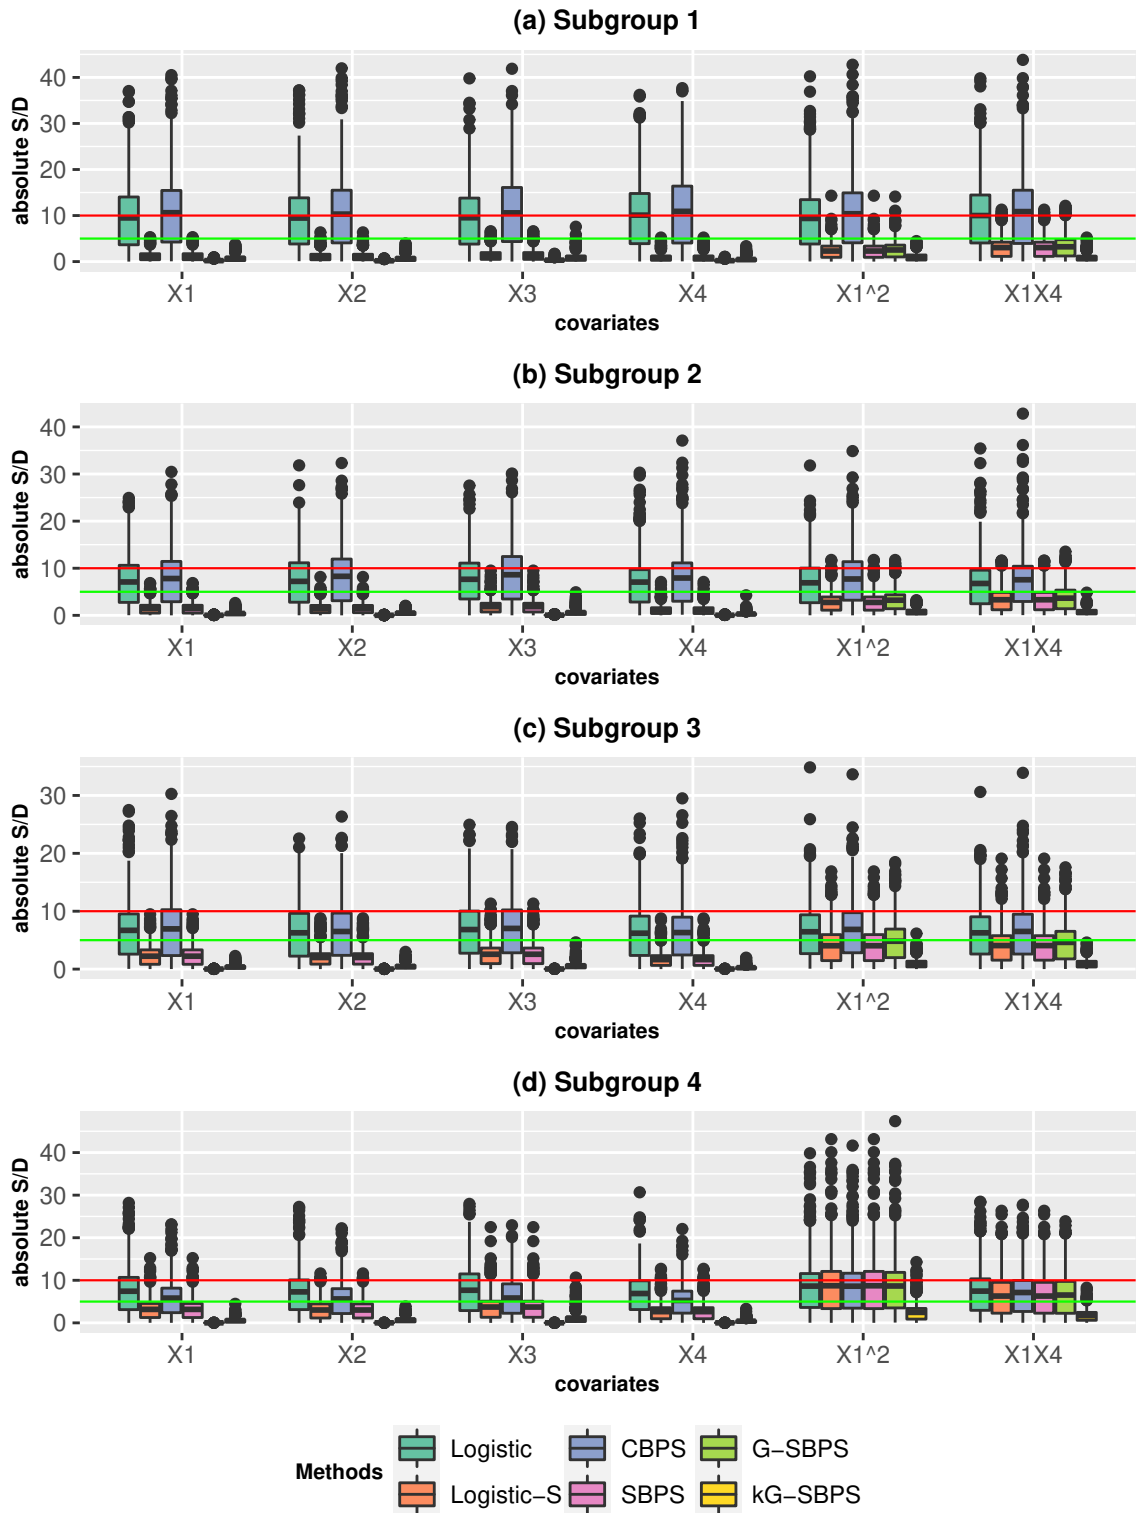 (a) Subgroup 1
absolute S/D
40
30
20
10
0
X1 X2 X3 X4 X1^2 X1X4
covariates
(b) Subgroup 2
absolute S/D
40
30
20
10
0
X1 X2 X3 X4 X1^2 X1X4
covariates
(c) Subgroup 3
absolute S/D
30
20
10
0
X1 X2 X3 X4 X1^2 X1X4
covariates
(d) Subgroup 4
absolute S/D
40
30
20
10
0
X1 X2 X3 X4 X1^2 X1X4
covariates
Methods
Logistic CBPS G−SBPS
Logistic−S SBPS kG−SBPS